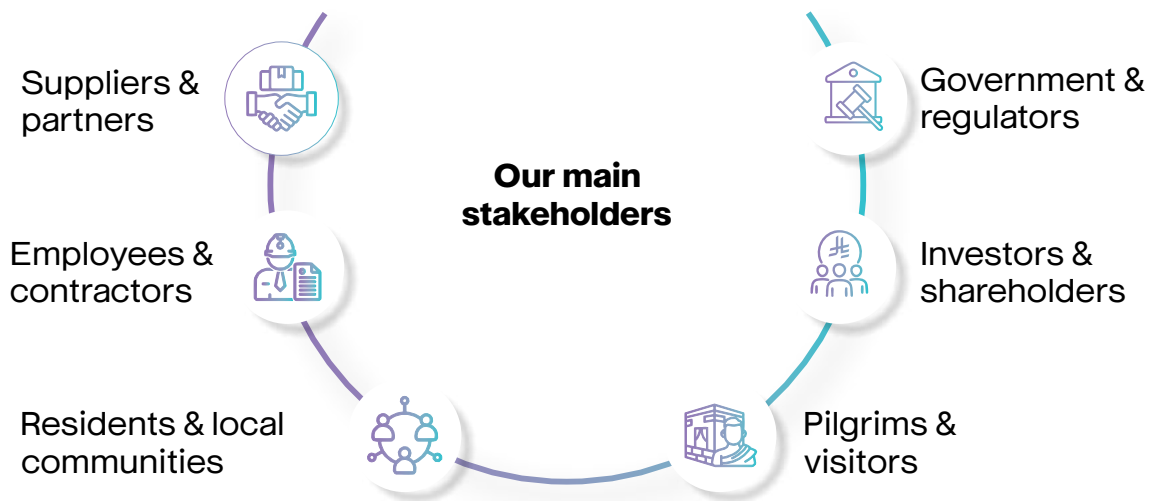 Suppliers &
partners
Government &
regulators
Our main
stakeholders
Employees &
contractors
Investors &
shareholders
Residents & local
communities
Pilgrims &
visitors